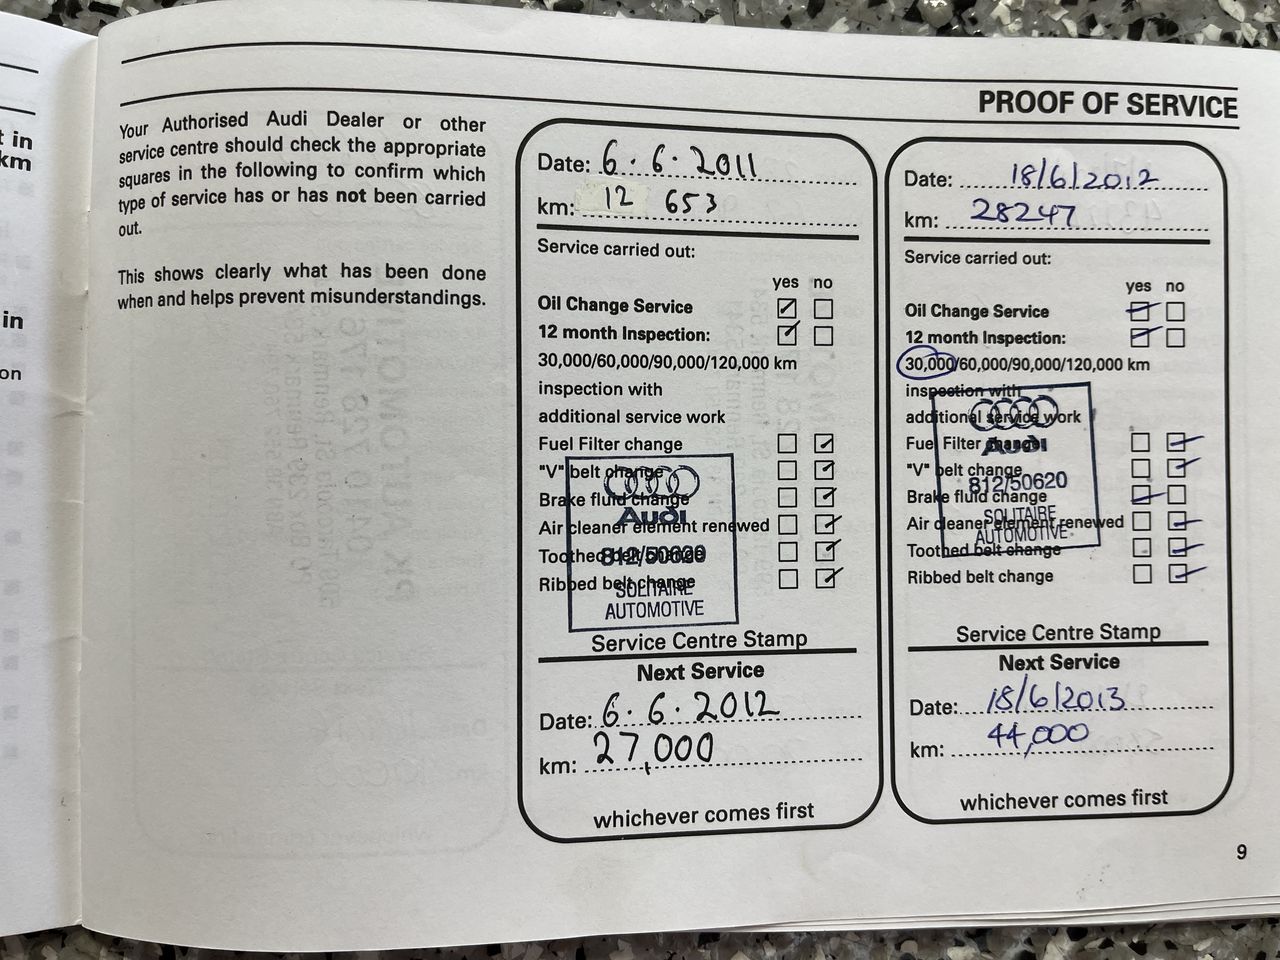 t in
km
in
on
PROOF OF SERVICE
Your Authorised Audi Dealer or other
service centre should check the appropriate
squares in the following to confirm which
type of service has or has not been carried
out.
This shows clearly what has been done
when and helps prevent misunderstandings.
Date: 6.6.2011
km: 12 653
Service carried out:
yes no
Oil Change Service
12 month Inspection:
30,000/60,000/90,000/120,000 km
inspection with
additional service work
Fuel Filter change
"V" belt change
Brake fluid change
Air cleaner element renewed
Toothed belt change
Ribbed belt change
Audi
812/50620
SOLITAIRE
AUTOMOTIVE
Service Centre Stamp
Next Service
Date: 6.6.2012
km: 27,000
whichever comes first
Date: 18/6/2012
km: 28247
Service carried out:
yes no
Oil Change Service
12 month Inspection:
30,000/60,000/90,000/120,000 km
inspection with
additional service work
Fuel Filter change
"V" belt change
Brake fluid change
Air cleaner element renewed
Toothed belt change
Ribbed belt change
Audi
812/50620
SOLITAIRE
AUTOMOTIVE
Service Centre Stamp
Next Service
Date: 18/6/2013
km: 44,000
whichever comes first
9